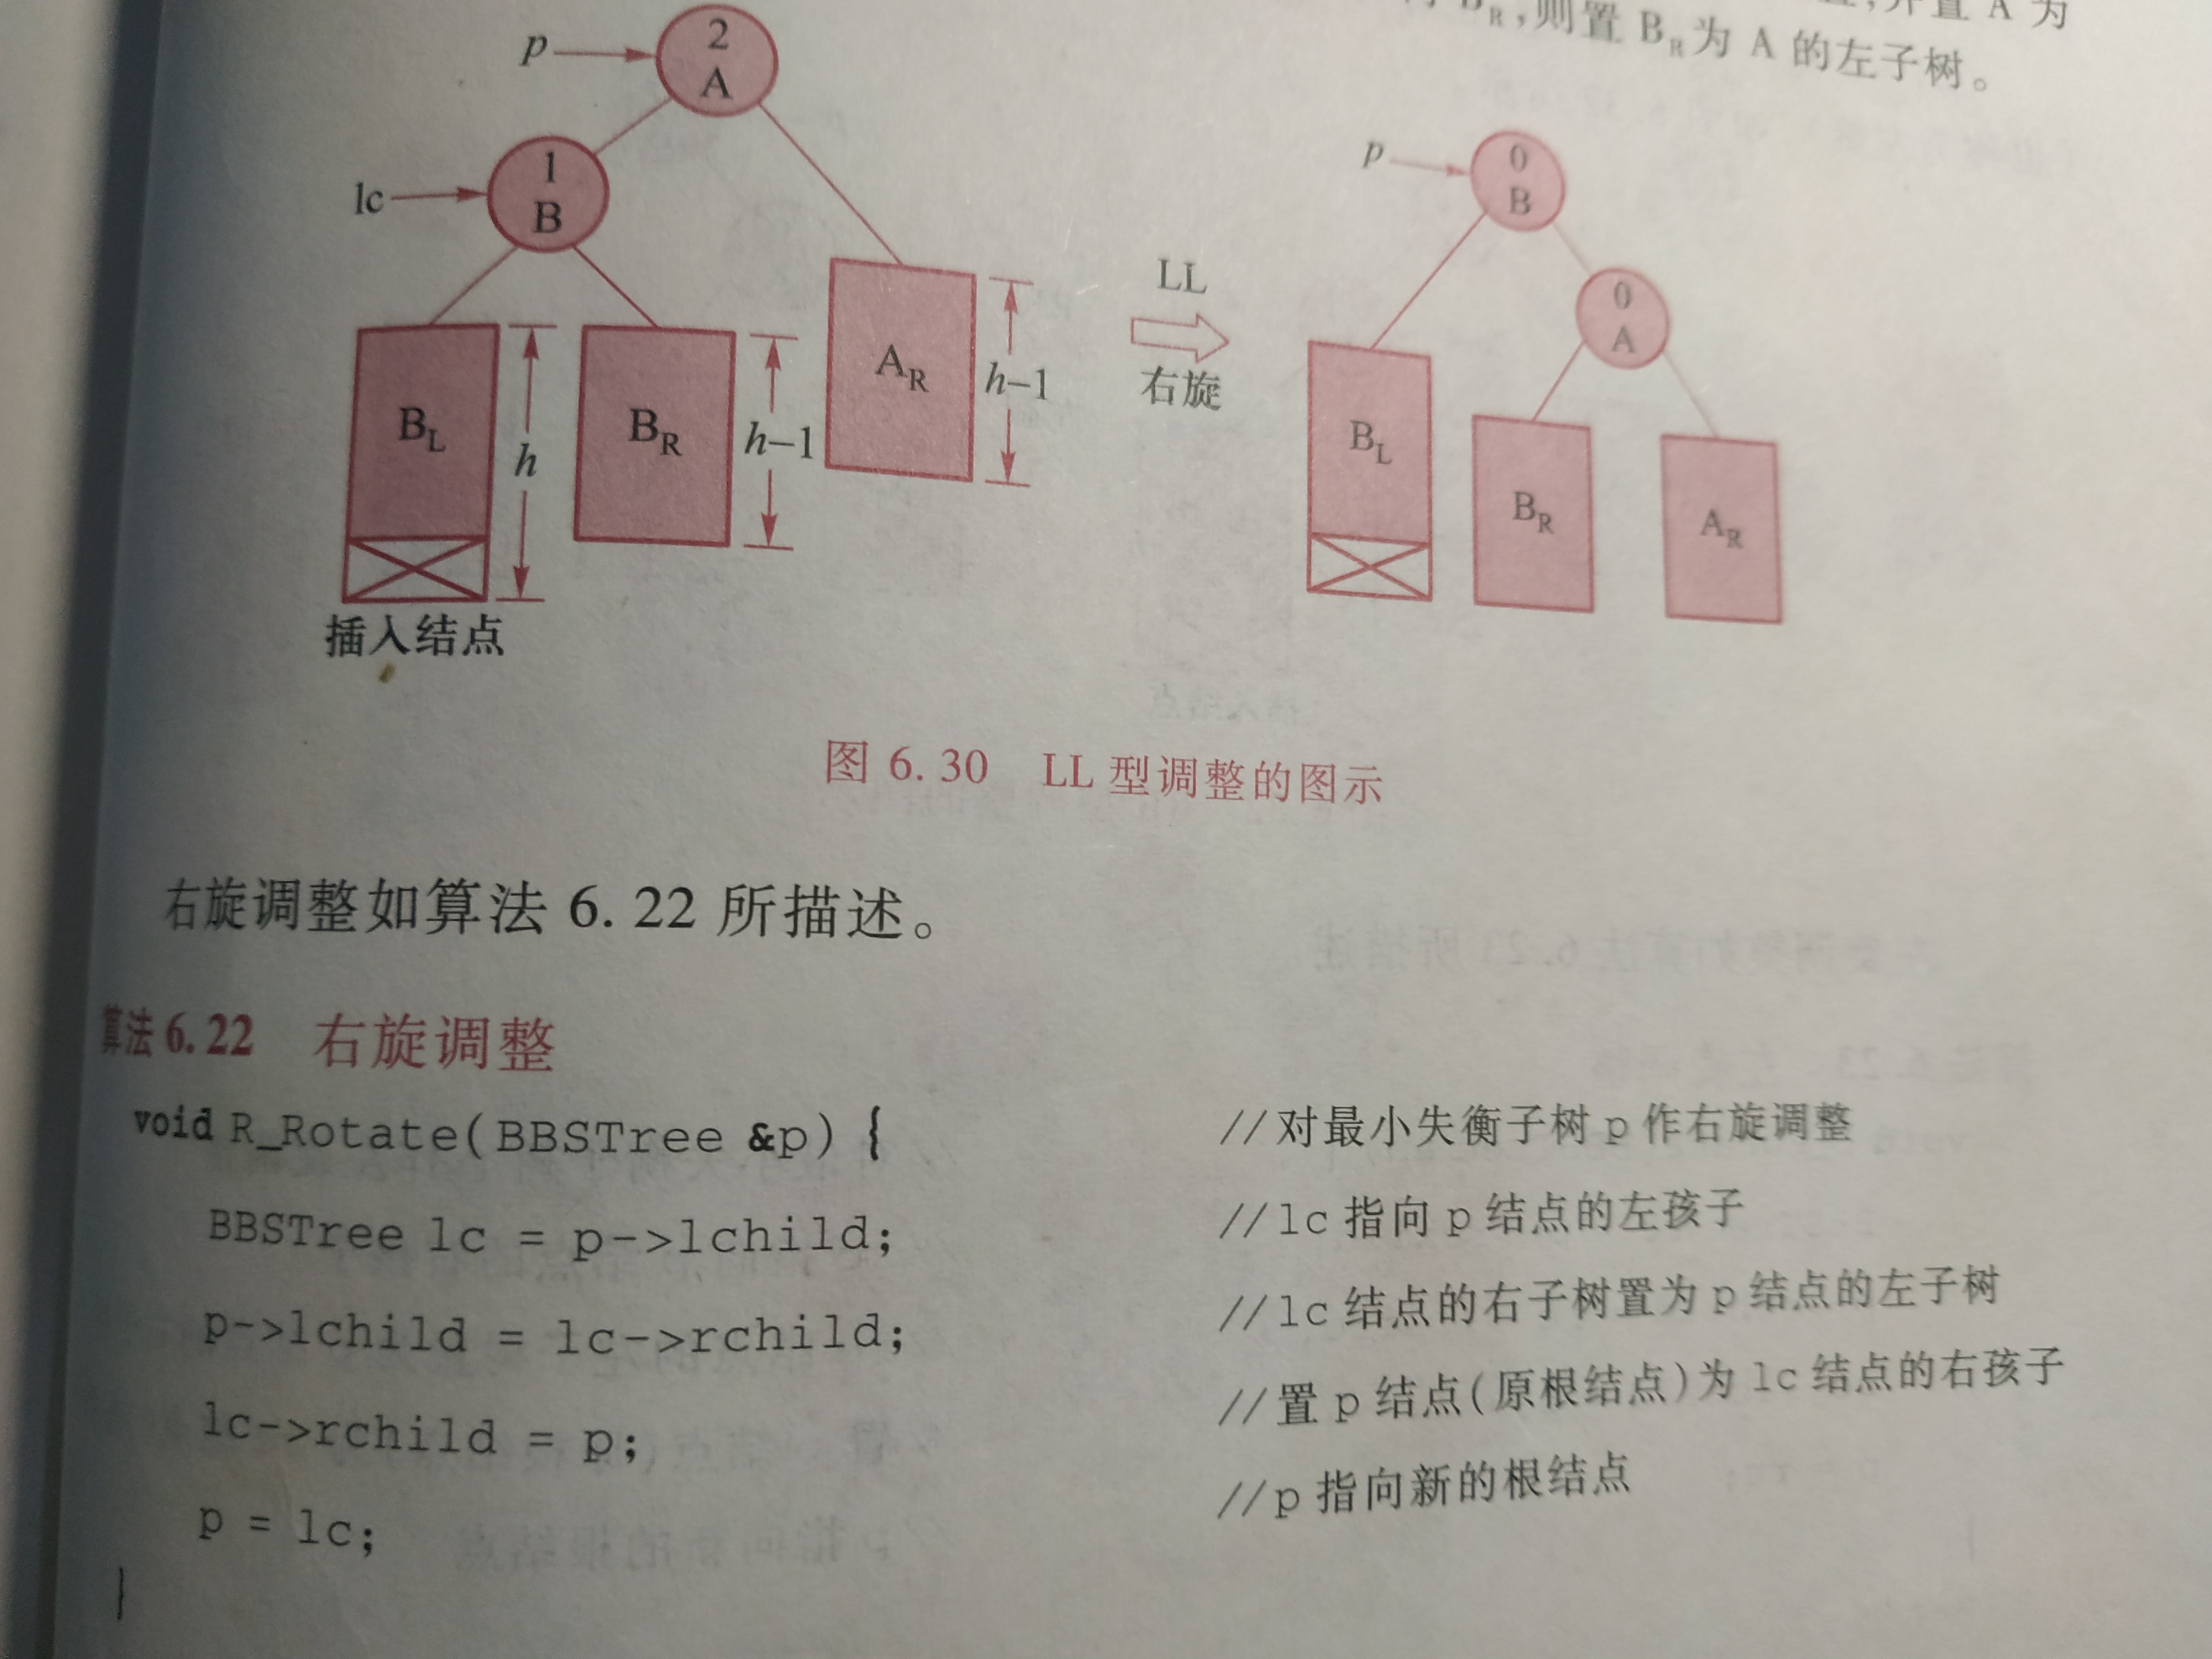 B_R,则置 B_R 为 A 的左子树。
p
2
A
lc
1
B
B_L
h
B_R
h-1
A_R
h-1
插入结点
LL
右旋
p
0
B
0
A
B_L
B_R
A_R
图 6.30 LL 型调整的图示
右旋调整如算法 6.22 所描述。
算法 6.22 右旋调整
void R_Rotate(BBSTree &p) { //对最小失衡子树 p 作右旋调整
BBSTree lc = p->lchild; //lc 指向 p 结点的左孩子
p->lchild = lc->rchild; //lc 结点的右子树置为 p 结点的左子树
lc->rchild = p; //置 p 结点(原根结点)为 lc 结点的右孩子
p = lc; //p 指向新的根结点
}